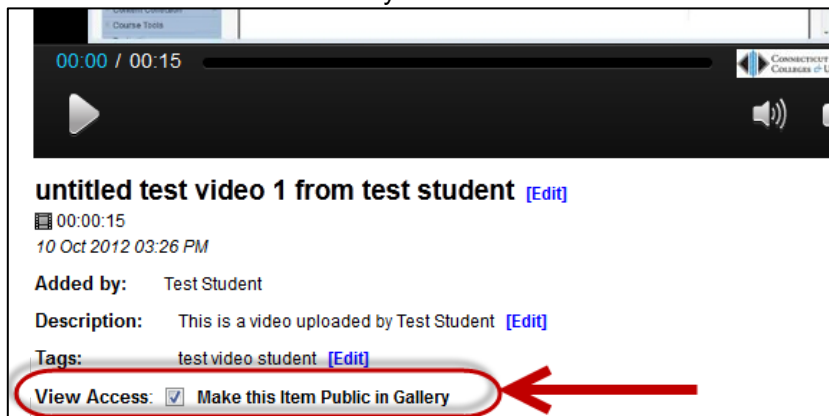 Course Tools
00:00 / 00:15
CONNECTICUT
COLLEGES & U
untitled test video 1 from test student [Edit]
00:00:15
10 Oct 2012 03:26 PM
Added by: Test Student
Description: This is a video uploaded by Test Student [Edit]
Tags: test video student [Edit]
View Access: Make this Item Public in Gallery